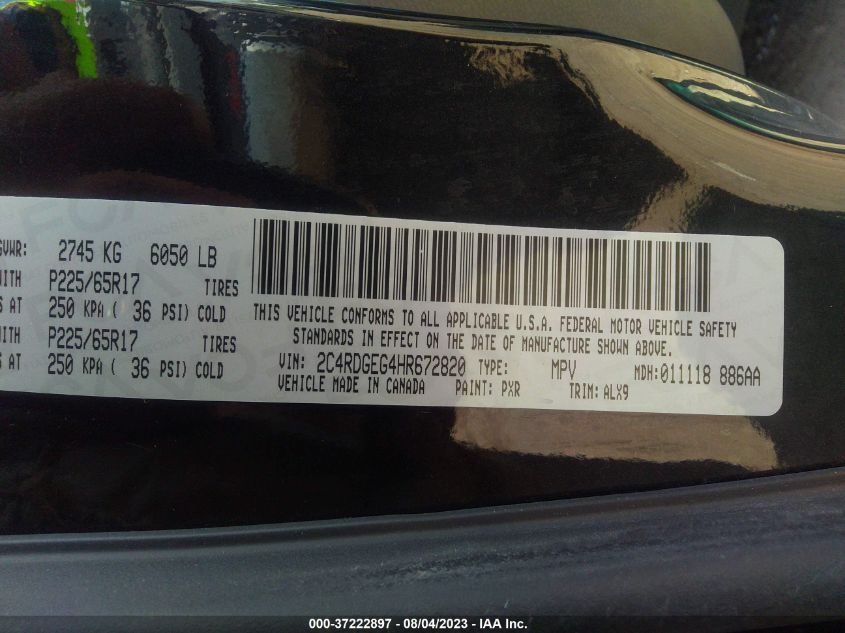 GVWR: 2745 KG 6050 LB
WITH P225/65R17 TIRES
S AT 250 KPA ( 36 PSI) COLD
WITH P225/65R17 TIRES
S AT 250 KPA ( 36 PSI) COLD
THIS VEHICLE CONFORMS TO ALL APPLICABLE U.S.A. FEDERAL MOTOR VEHICLE SAFETY
STANDARDS IN EFFECT ON THE DATE OF MANUFACTURE SHOWN ABOVE.
VIN: 2C4RDGEG4HR672820 TYPE: MPV MDH:011118 886AA
VEHICLE MADE IN CANADA PAINT: PXR TRIM: ALX9
000-37222897 - 08/04/2023 - IAA Inc.